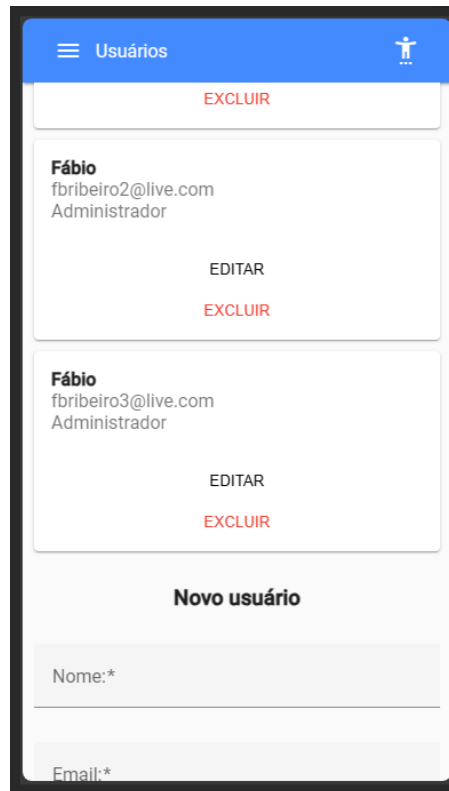 Usuários
EXCLUIR
Fábio
fbribeiro2@live.com
Administrador
EDITAR
EXCLUIR
Fábio
fbribeiro3@live.com
Administrador
EDITAR
EXCLUIR
Novo usuário
Nome:*
Email:*